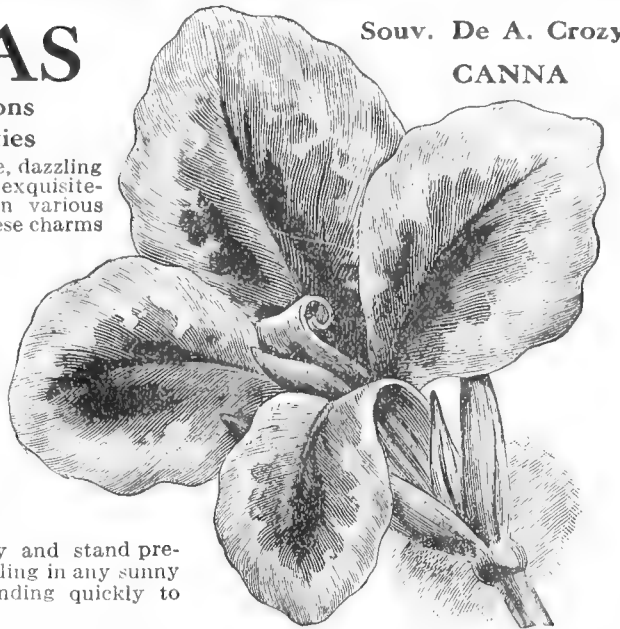 AS
ons
ies
e, dazzling
exquisite-
n various
ese charms
Souv. De A. Crozy
CANNA
y and stand pre-
ling in any sunny
nding quickly to